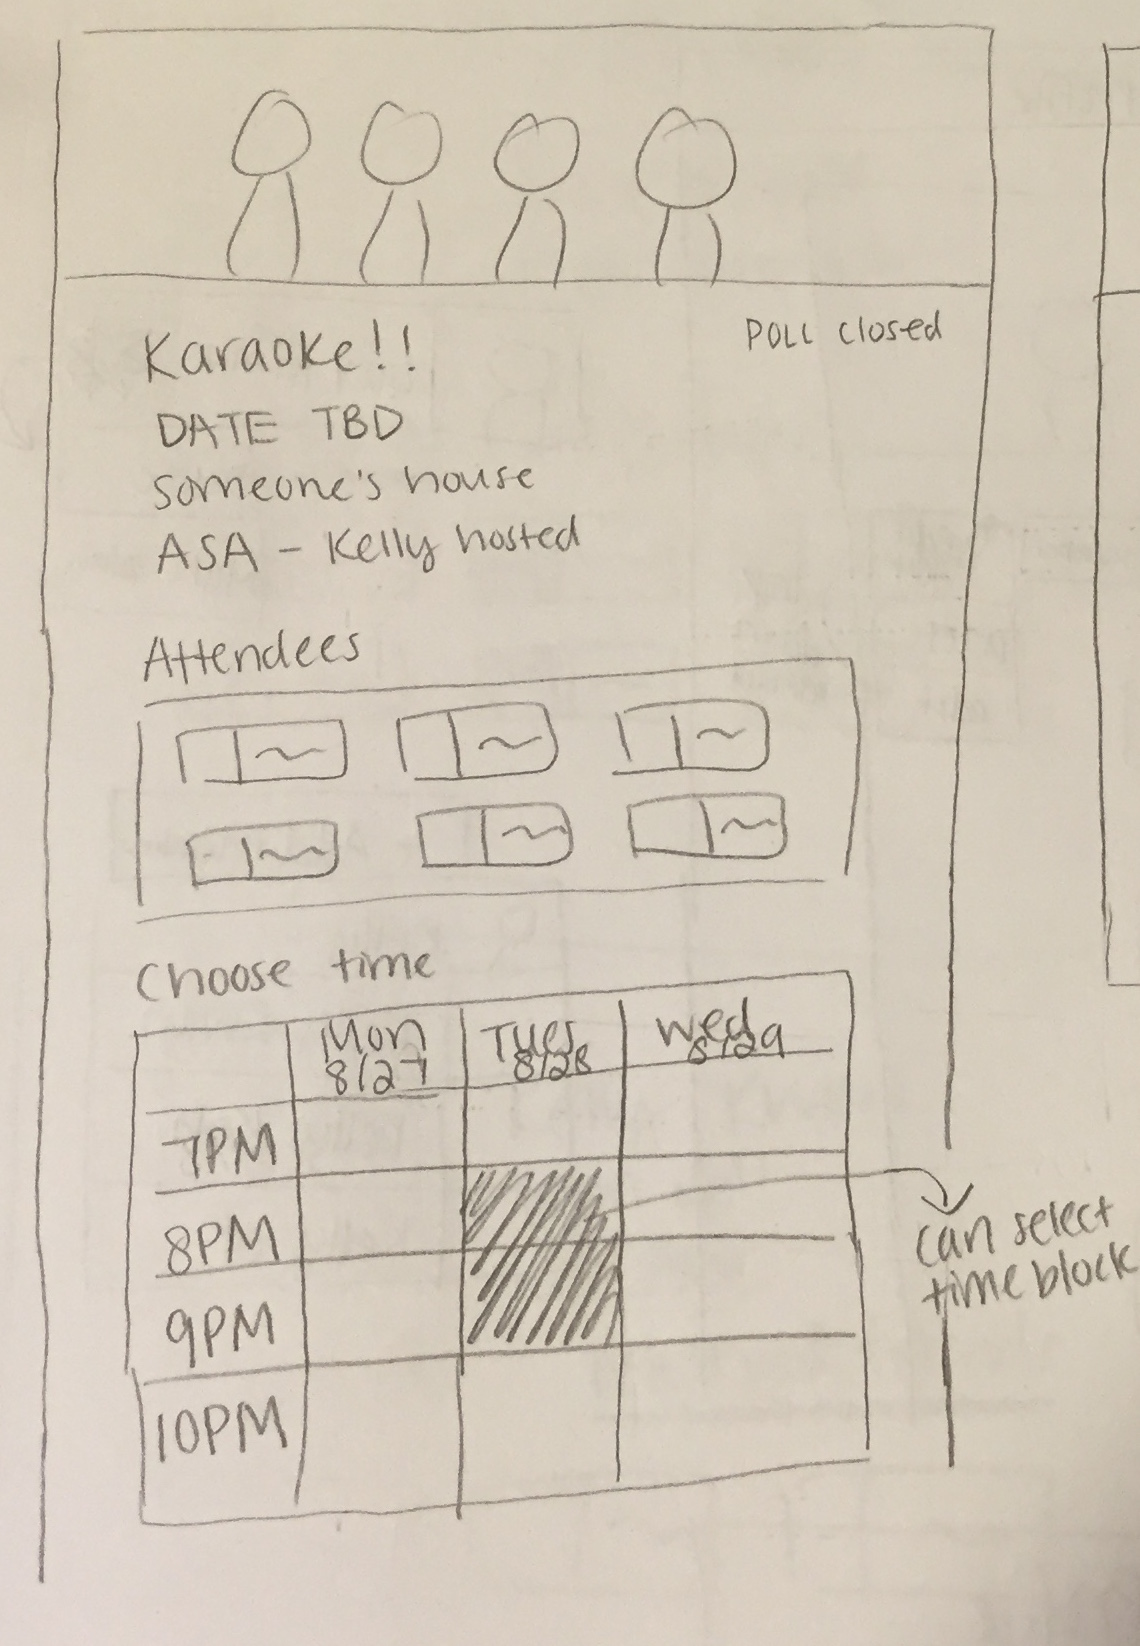 Karaoke!!
POLL closed
DATE TBD
someone's house
ASA - Kelly hosted
Attendees
Choose time
Mon Tues Wed
8/27 8/28 8/29
7PM
8PM
9PM
10PM
can select
time block